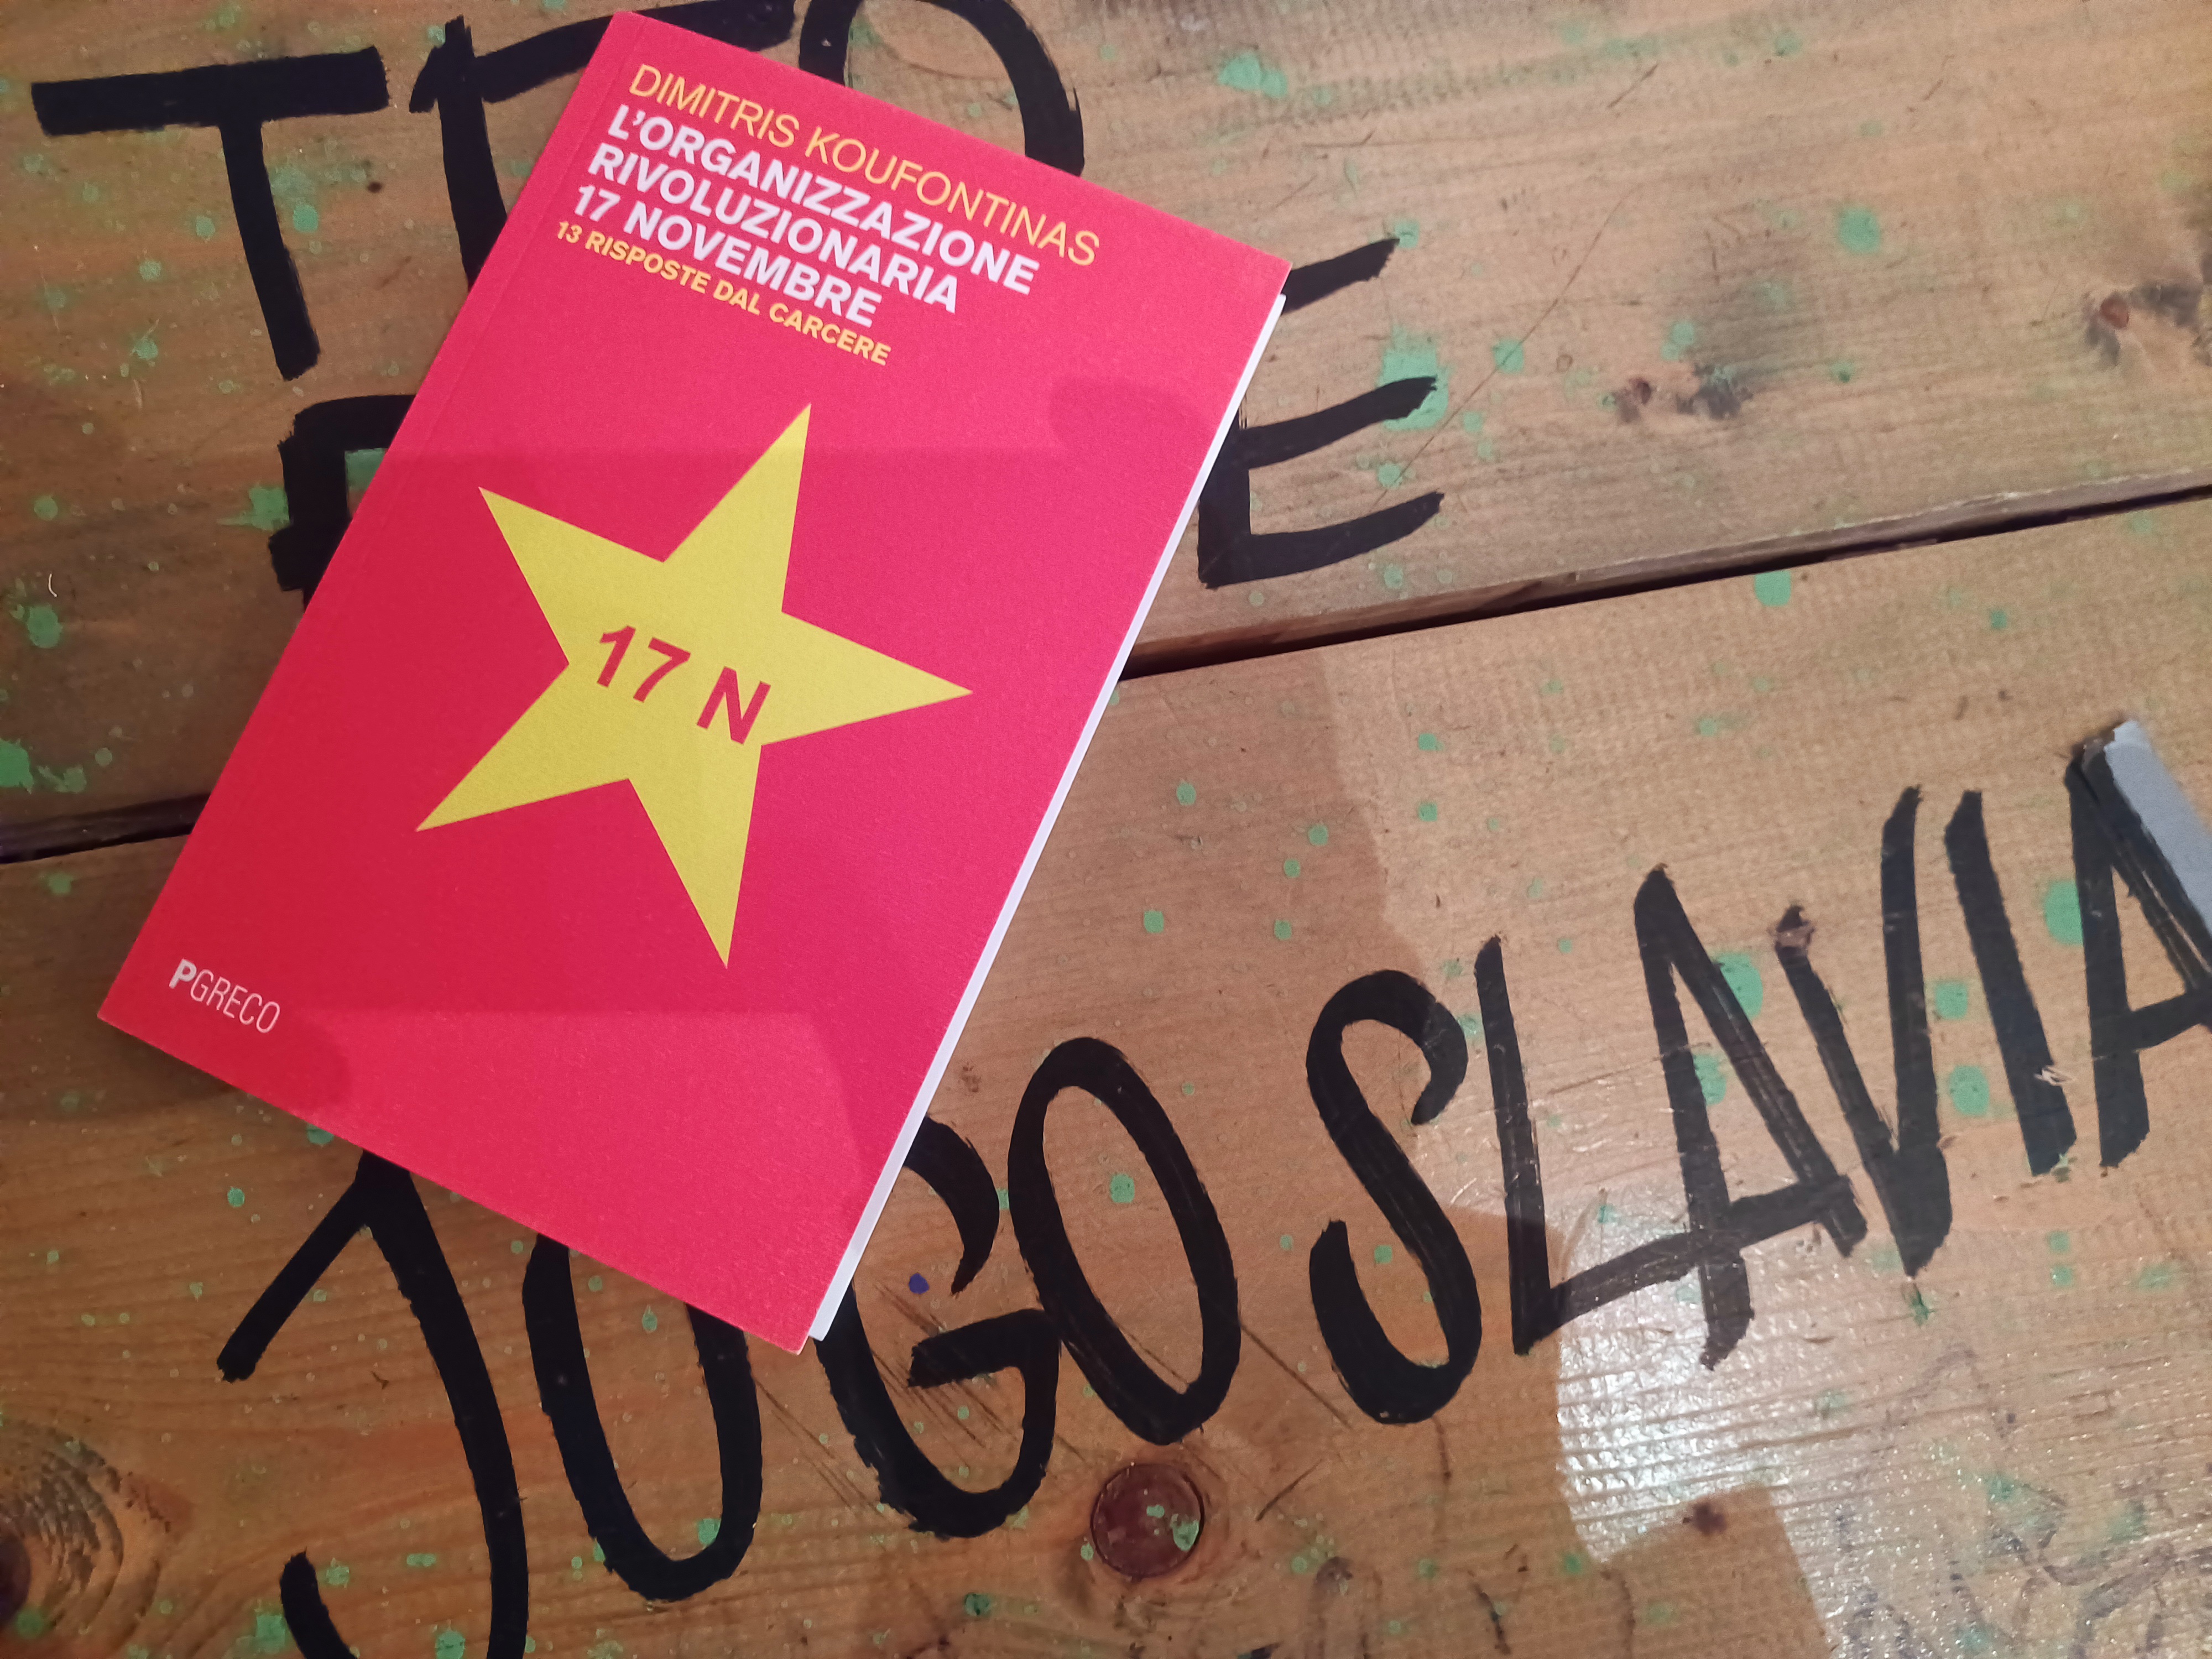 DIMITRIS KOUFONTINAS
L'ORGANIZZAZIONE
RIVOLUZIONARIA
17 NOVEMBRE
13 RISPOSTE DAL CARCERE
17 N
PGRECO
JUGOSLAVIA